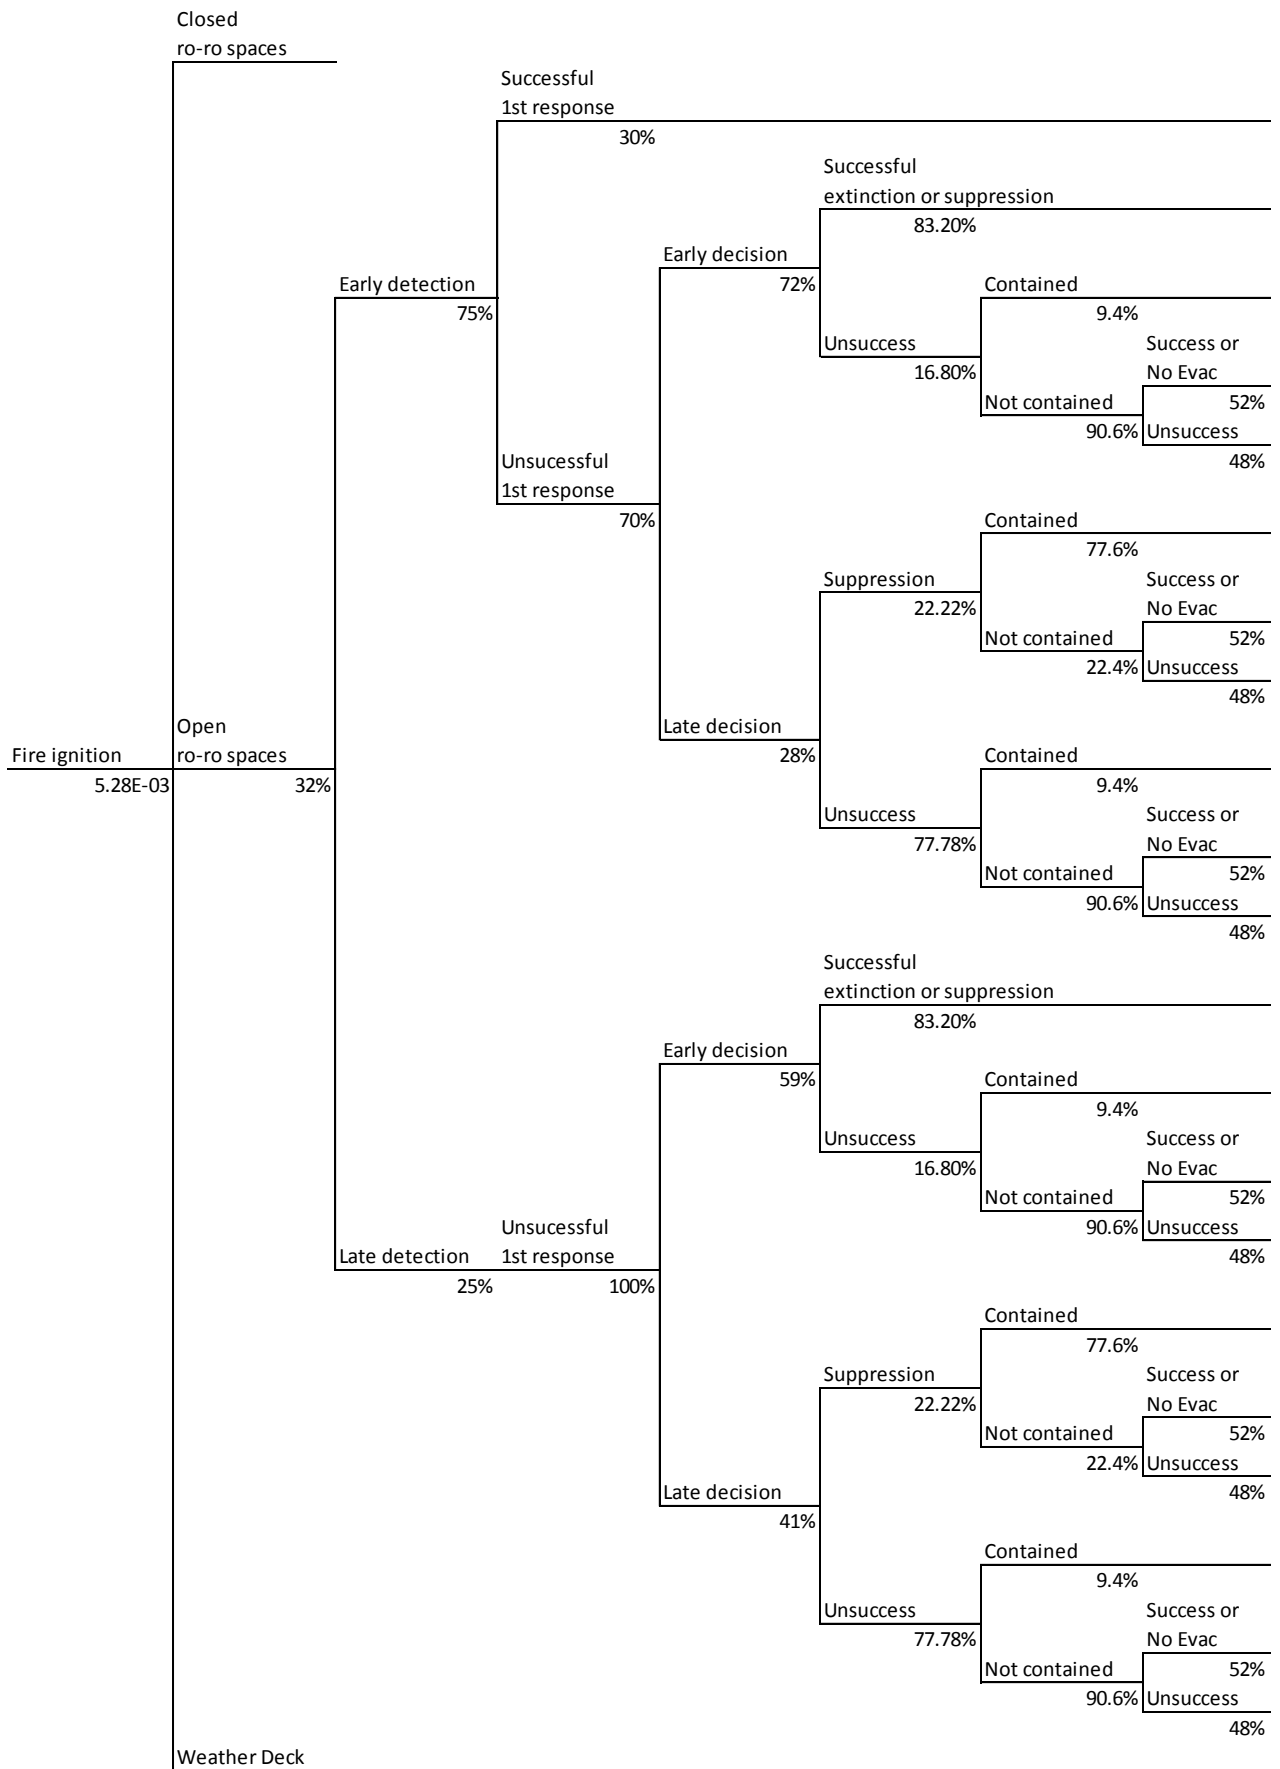 Closed
ro-ro spaces
Successful
1st response
30%
Successful
extinction or suppression
83.20%
Early decision
72%
Early detection
75%
Contained
9.4%
Unsuccess
16.80%
Success or
No Evac
52%
Not contained
90.6%
Unsuccess
48%
Unsucessful
1st response
70%
Contained
77.6%
Suppression
22.22%
Success or
No Evac
52%
Not contained
22.4%
Unsuccess
48%
Late decision
28%
Open
ro-ro spaces
32%
Fire ignition
5.28E-03
Contained
9.4%
Unsuccess
77.78%
Success or
No Evac
52%
Not contained
90.6%
Unsuccess
48%
Successful
extinction or suppression
83.20%
Early decision
59%
Contained
9.4%
Unsuccess
16.80%
Success or
No Evac
52%
Not contained
90.6%
Unsuccess
48%
Late detection
25%
Unsucessful
1st response
100%
Contained
77.6%
Suppression
22.22%
Success or
No Evac
52%
Not contained
22.4%
Unsuccess
48%
Late decision
41%
Contained
9.4%
Unsuccess
77.78%
Success or
No Evac
52%
Not contained
90.6%
Unsuccess
48%
Weather Deck